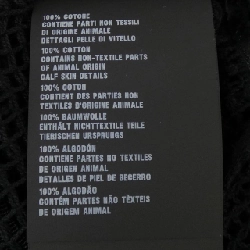 100% COTONE
CONTIENE PARTI NON TESSILI
DI ORIGINE ANIMALE
DETTAGLI PELLE DI VITELLO
100% COTTON
CONTAINS NON-TEXTILE PARTS
OF ANIMAL ORIGIN
CALF SKIN DETAILS
100% COTON
CONTIENT DES PARTIES NON
TEXTILES D'ORIGINE ANIMALE
100% BAUMWOLLE
ENTHÄLT NICHTTEXTILE TEILE
TIERISCHEN URSPRUNGS
100% ALGODÓN
CONTIENE PARTES NO TEXTILES
DE ORIGEN ANIMAL
DETALLES DE PIEL DE BECERRO
100% ALGODÃO
CONTÉM PARTES NÃO TÊXTEIS
DE ORIGEM ANIMAL